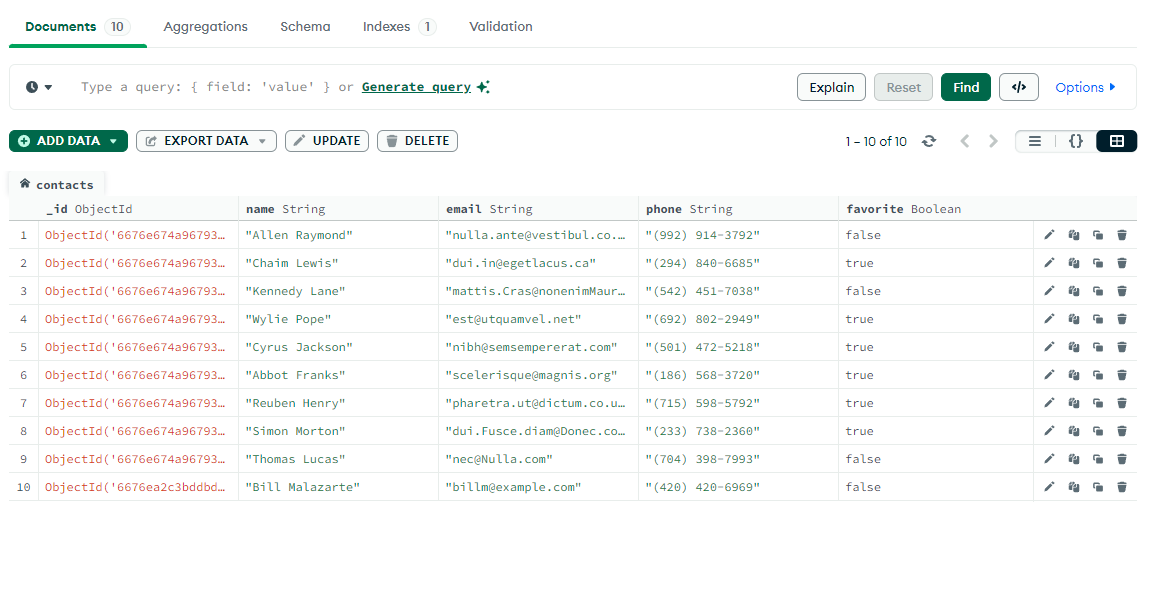 Documents 10 Aggregations Schema Indexes 1 Validation
Type a query: { field: 'value' } or Generate query Explain Reset Find </> Options
ADD DATA EXPORT DATA UPDATE DELETE 1 – 10 of 10 {}
contacts
_id ObjectId name String email String phone String favorite Boolean
1 ObjectId('6676e674a96793… "Allen Raymond" "nulla.ante@vestibul.co.… "(992) 914-3792" false
2 ObjectId('6676e674a96793… "Chaim Lewis" "dui.in@egetlacus.ca" "(294) 840-6685" true
3 ObjectId('6676e674a96793… "Kennedy Lane" "mattis.Cras@nonenimMaur… "(542) 451-7038" false
4 ObjectId('6676e674a96793… "Wylie Pope" "est@utquamvel.net" "(692) 802-2949" true
5 ObjectId('6676e674a96793… "Cyrus Jackson" "nibh@semsempererat.com" "(501) 472-5218" true
6 ObjectId('6676e674a96793… "Abbot Franks" "scelerisque@magnis.org" "(186) 568-3720" true
7 ObjectId('6676e674a96793… "Reuben Henry" "pharetra.ut@dictum.co.u… "(715) 598-5792" true
8 ObjectId('6676e674a96793… "Simon Morton" "dui.Fusce.diam@Donec.co… "(233) 738-2360" true
9 ObjectId('6676e674a96793… "Thomas Lucas" "nec@Nulla.com" "(704) 398-7993" false
10 ObjectId('6676ea2c3bddbd… "Bill Malazarte" "billm@example.com" "(420) 420-6969" false